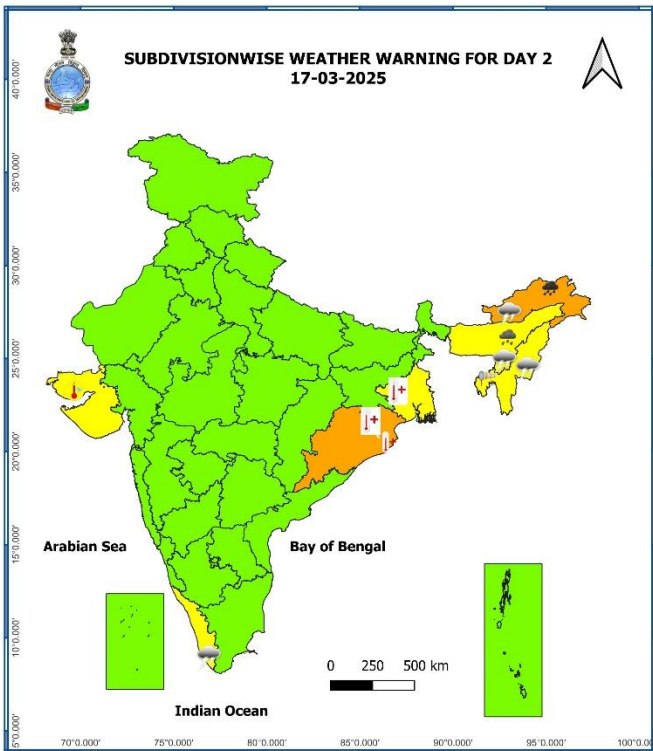 SUBDIVISIONWISE WEATHER WARNING FOR DAY 2
17-03-2025
40°0.000'
35°0.000'
30°0.000'
25°0.000'
20°0.000'
15°0.000'
10°0.000'
5°0.000'
Arabian Sea
Bay of Bengal
0 250 500 km
Indian Ocean
70°0.000' 75°0.000' 80°0.000' 85°0.000' 90°0.000' 95°0.000' 100°0.0